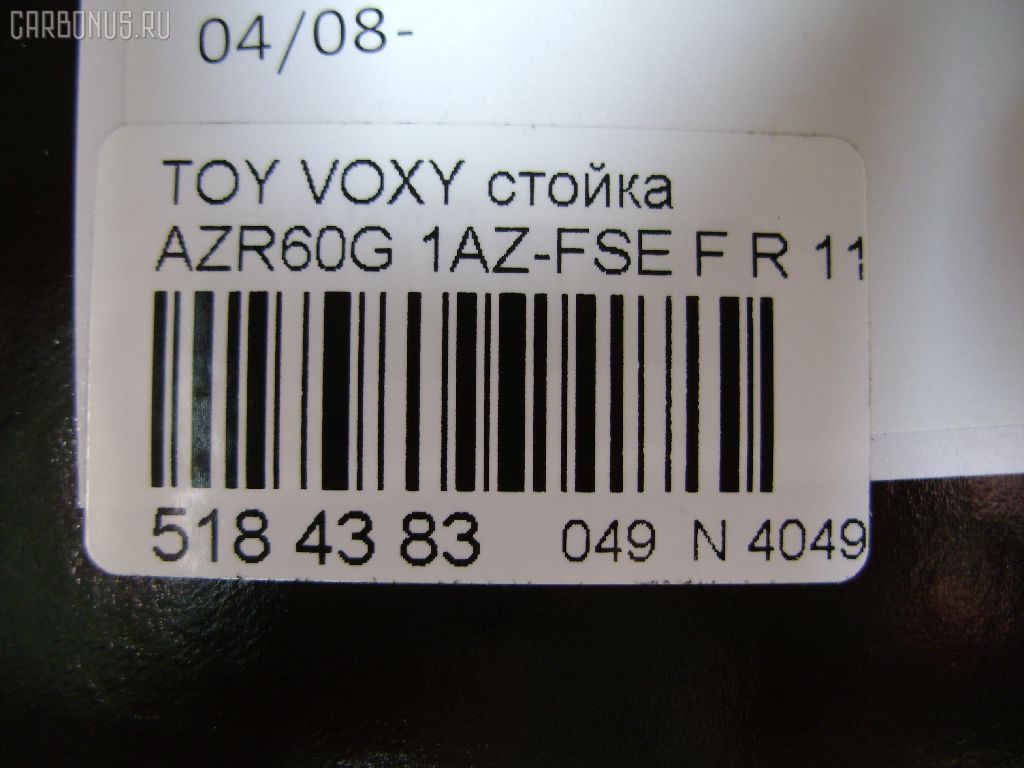 CARBONUS.RU
04/08-
TOY VOXY стойка
AZR60G 1AZ-FSE F R 11
518 43 83 049 N 4049